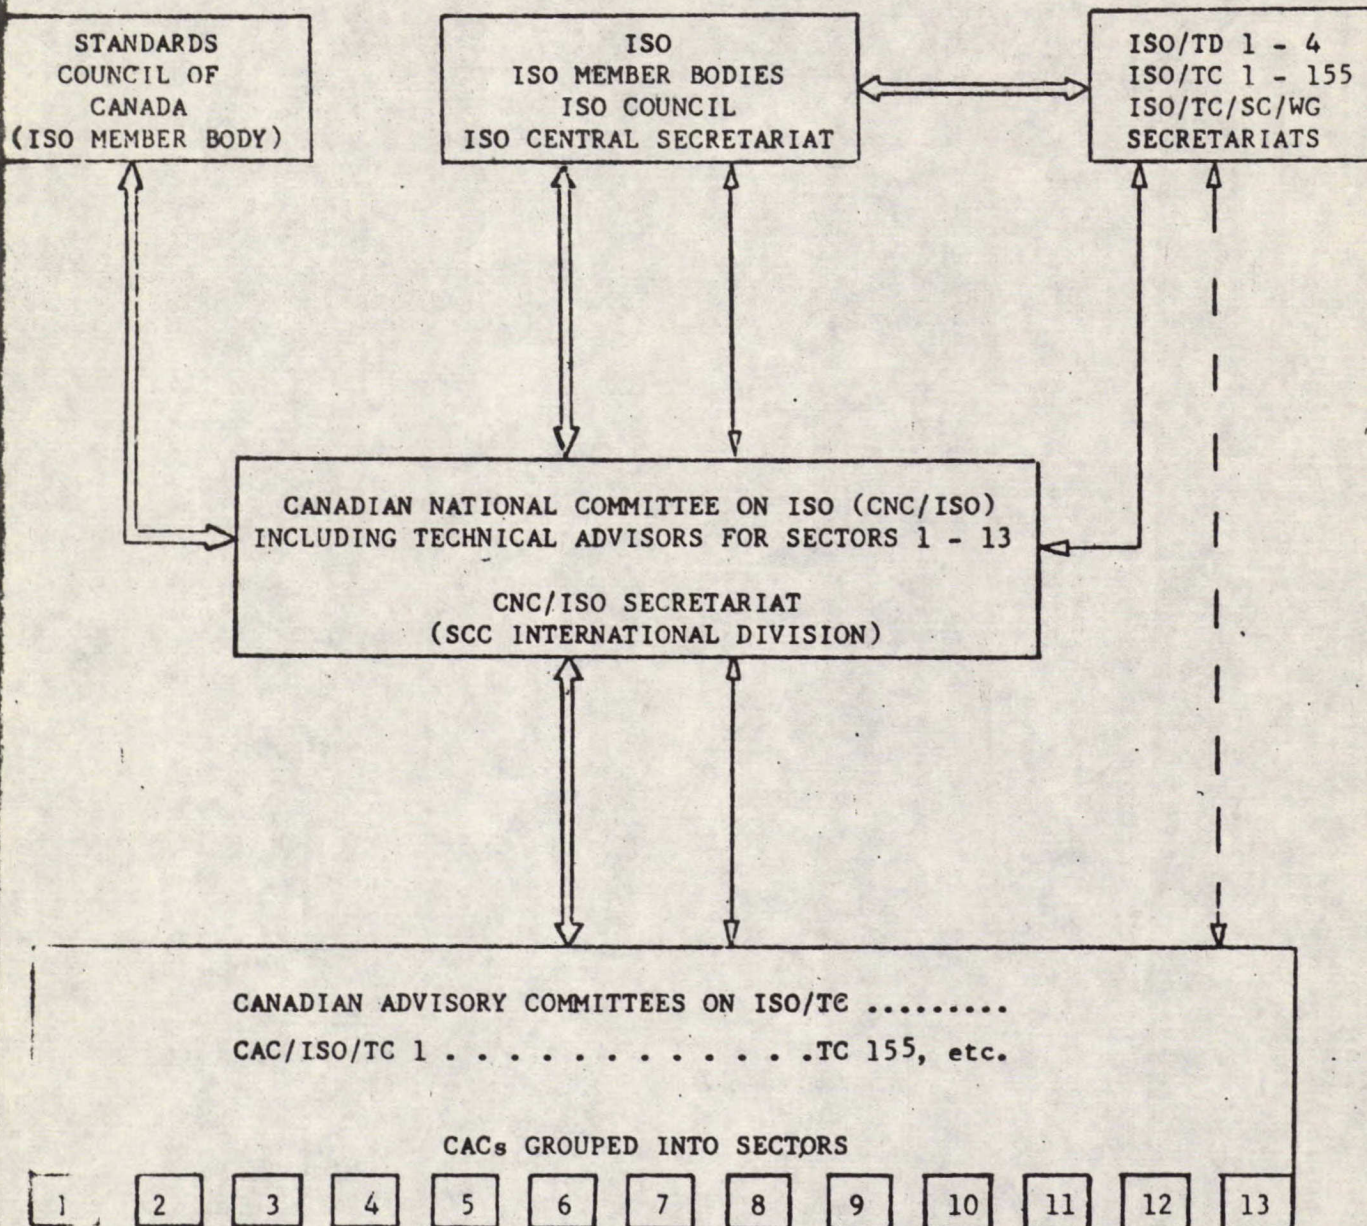 STANDARDS
COUNCIL OF
CANADA
(ISO MEMBER BODY)
ISO
ISO MEMBER BODIES
ISO COUNCIL
ISO CENTRAL SECRETARIAT
ISO/TD 1 - 4
ISO/TC 1 - 155
ISO/TC/SC/WG
SECRETARIATS
CANADIAN NATIONAL COMMITTEE ON ISO (CNC/ISO)
INCLUDING TECHNICAL ADVISORS FOR SECTORS 1 - 13
CNC/ISO SECRETARIAT
(SCC INTERNATIONAL DIVISION)
CANADIAN ADVISORY COMMITTEES ON ISO/TC .........
CAC/ISO/TC 1 . . . . . . . . . . . . .TC 155, etc.
CACs GROUPED INTO SECTORS
1 2 3 4 5 6 7 8 9 10 11 12 13